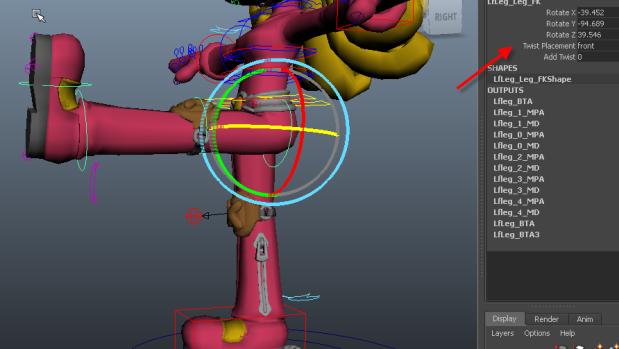 LfLeg_Leg_FK
RIGHT
Rotate X -39.452
Rotate Y -94.689
Rotate Z 39.546
Twist Placement front
Add Twist 0
SHAPES
LfLeg_Leg_FKShape
OUTPUTS
Lfleg_BTA
Lfleg_1_MPA
Lfleg_1_MD
Lfleg_0_MPA
Lfleg_0_MD
Lfleg_2_MPA
Lfleg_2_MD
Lfleg_3_MPA
Lfleg_3_MD
Lfleg_4_MPA
Lfleg_4_MD
LfLeg_BTA
LfLeg_BTA3
Display Render Anim
Layers Options Help